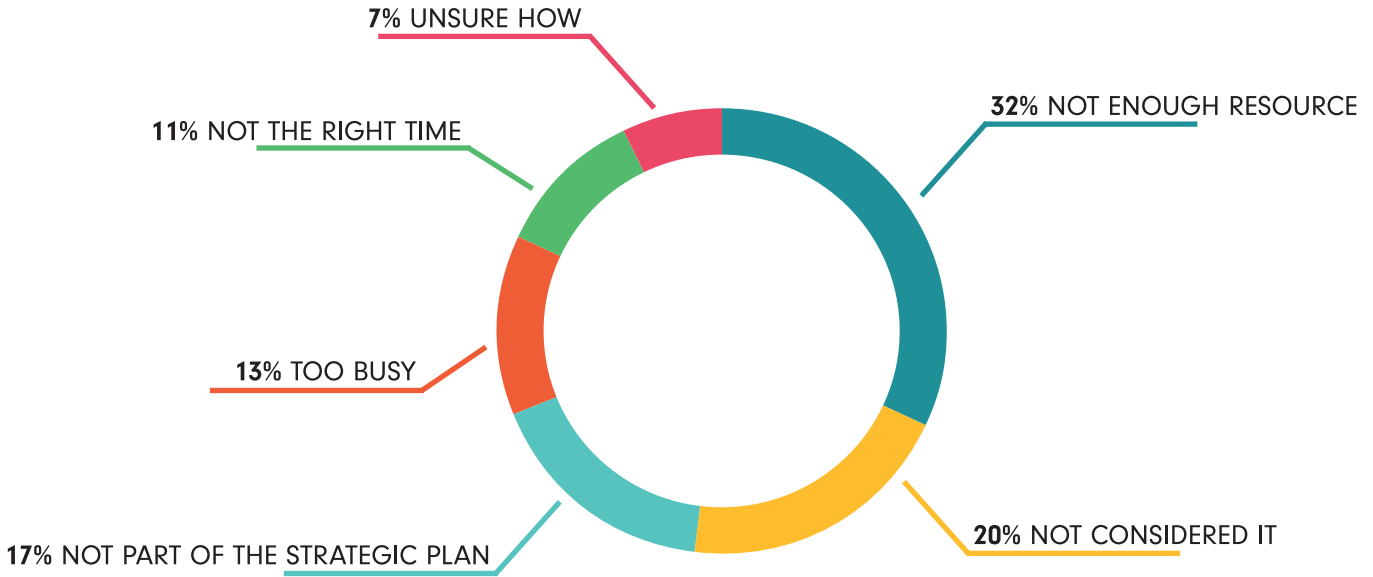 7% UNSURE HOW
32% NOT ENOUGH RESOURCE
11% NOT THE RIGHT TIME
13% TOO BUSY
20% NOT CONSIDERED IT
17% NOT PART OF THE STRATEGIC PLAN